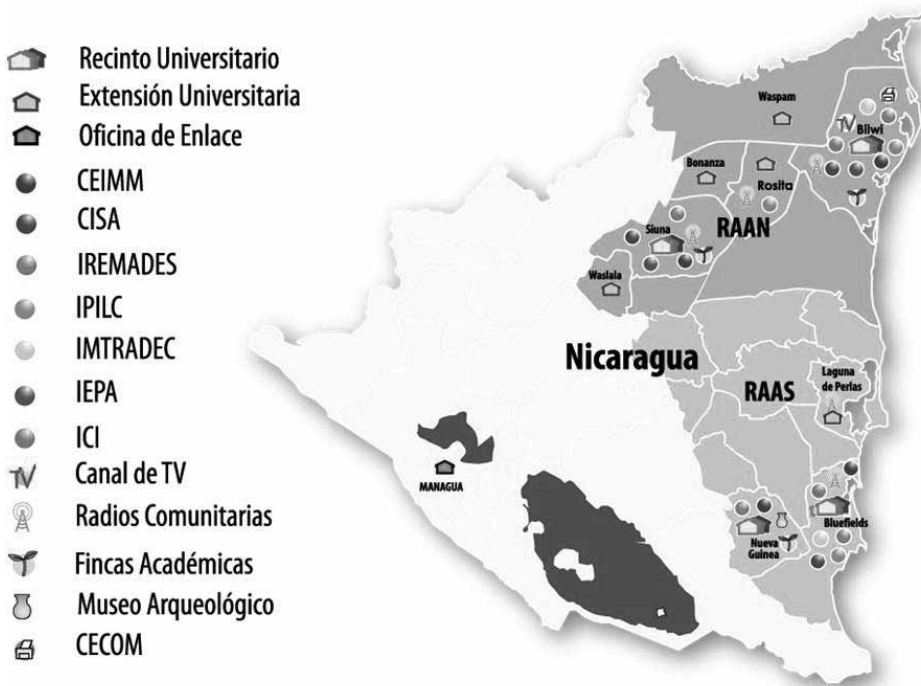 Recinto Universitario
Extensión Universitaria
Oficina de Enlace
CEIMM
CISA
IREMADES
IPILC
IMTRADEC
IEPA
ICI
TV Canal de TV
Radios Comunitarias
Fincas Académicas
Museo Arqueológico
CECOM
Waspam
TV
Bilwi
Bonanza
Rosita
Siuna
RAAN
Waslala
Nicaragua
RAAS
Laguna
de Perlas
MANAGUA
Bluefields
Nueva
Guinea